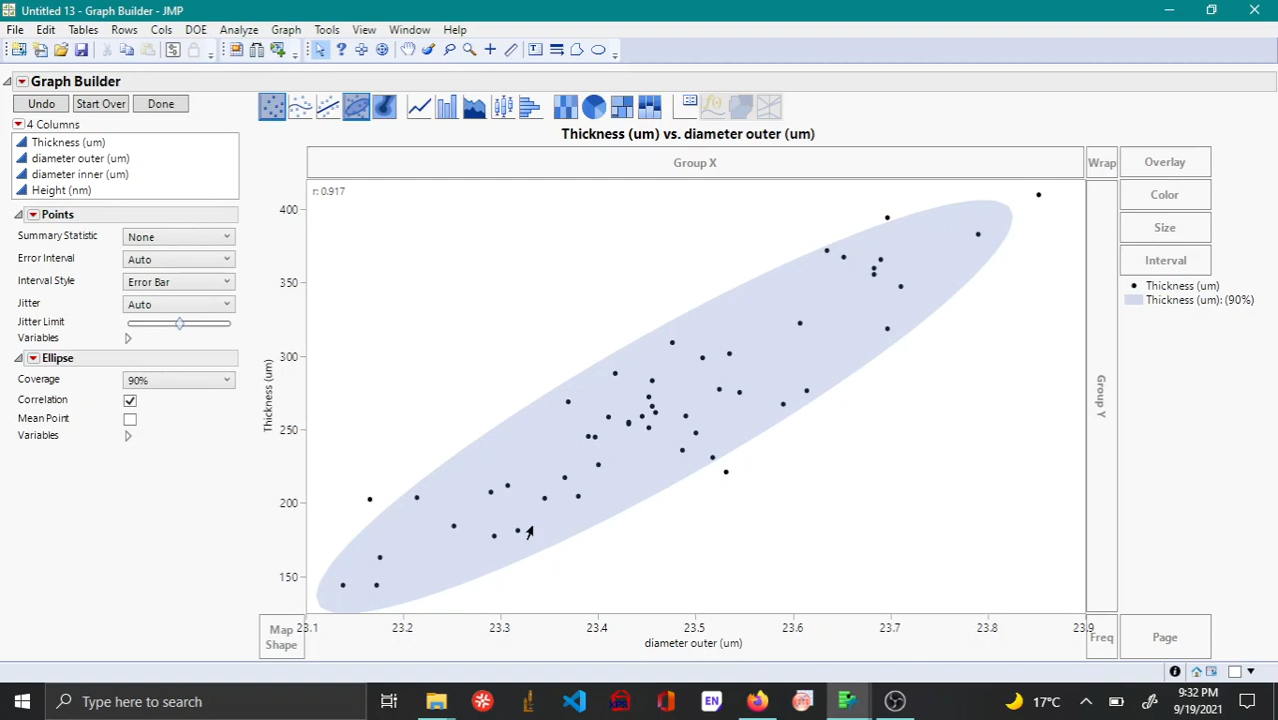 Untitled 13 - Graph Builder - JMP
File Edit Tables Rows Cols DOE Analyze Graph Tools View Window Help
Graph Builder
Undo Start Over Done
4 Columns
Thickness (um)
diameter outer (um)
diameter inner (um)
Height (nm)
Points
Summary Statistic None
Error Interval Auto
Interval Style Error Bar
Jitter Auto
Jitter Limit
Variables
Ellipse
Coverage 90%
Correlation
Mean Point
Variables
Thickness (um) vs. diameter outer (um)
Group X
Wrap
Overlay
Color
Size
Interval
Thickness (um)
Thickness (um): (90%)
r: 0.917
400
350
300
250
200
150
Thickness (um)
Group Y
Map Shape
23.1 23.2 23.3 23.4 23.5 23.6 23.7 23.8 23.9
diameter outer (um)
Freq
Page
Type here to search
EN
17°C
9:32 PM
9/19/2021